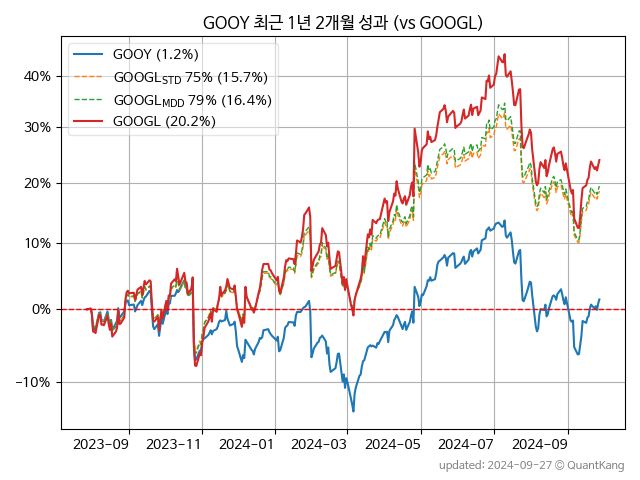 GOOY 최근 1년 2개월 성과 (vs GOOGL)
GOOY (1.2%)
GOOGL_STD 75% (15.7%)
GOOGL_MDD 79% (16.4%)
GOOGL (20.2%)
40%
30%
20%
10%
0%
−10%
2023-09 2023-11 2024-01 2024-03 2024-05 2024-07 2024-09
updated: 2024-09-27 © QuantKang